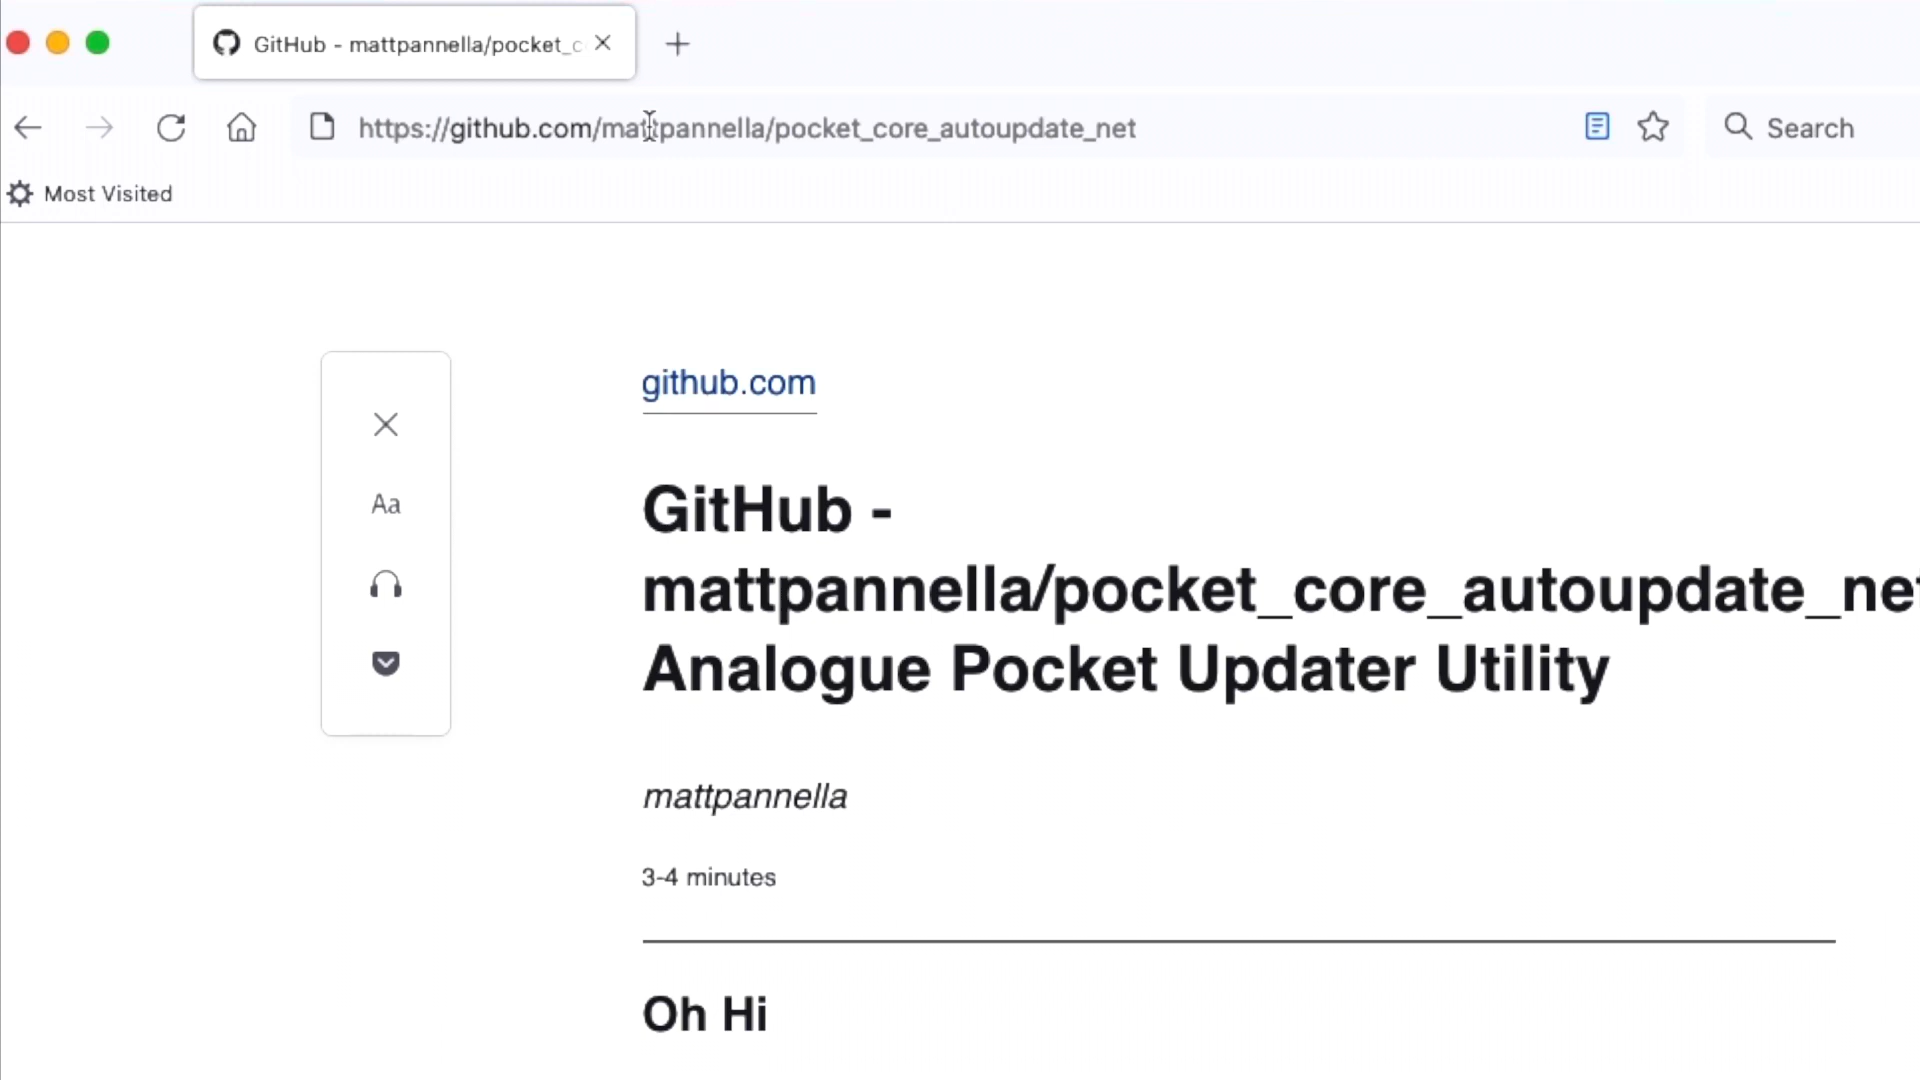 GitHub - mattpannella/pocket_c
https://github.com/mattpannella/pocket_core_autoupdate_net
Search
Most Visited
github.com
Aa
GitHub -
mattpannella/pocket_core_autoupdate_net
Analogue Pocket Updater Utility
mattpannella
3-4 minutes
Oh Hi